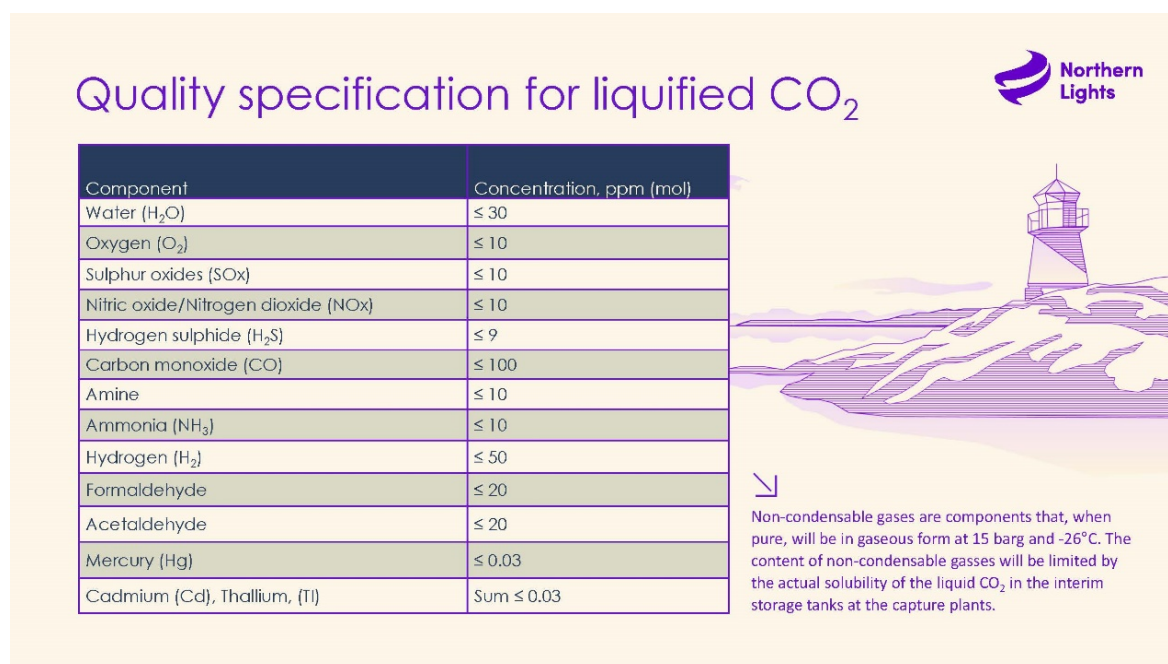 Quality specification for liquified CO₂
Northern
Lights
Component Concentration, ppm (mol)
Water (H₂O) ≤ 30
Oxygen (O₂) ≤ 10
Sulphur oxides (SOx) ≤ 10
Nitric oxide/Nitrogen dioxide (NOx) ≤ 10
Hydrogen sulphide (H₂S) ≤ 9
Carbon monoxide (CO) ≤ 100
Amine ≤ 10
Ammonia (NH₃) ≤ 10
Hydrogen (H₂) ≤ 50
Formaldehyde ≤ 20
Acetaldehyde ≤ 20
Mercury (Hg) ≤ 0.03
Cadmium (Cd), Thallium, (Tl) Sum ≤ 0.03
Non-condensable gases are components that, when
pure, will be in gaseous form at 15 barg and -26°C. The
content of non-condensable gasses will be limited by
the actual solubility of the liquid CO₂ in the interim
storage tanks at the capture plants.